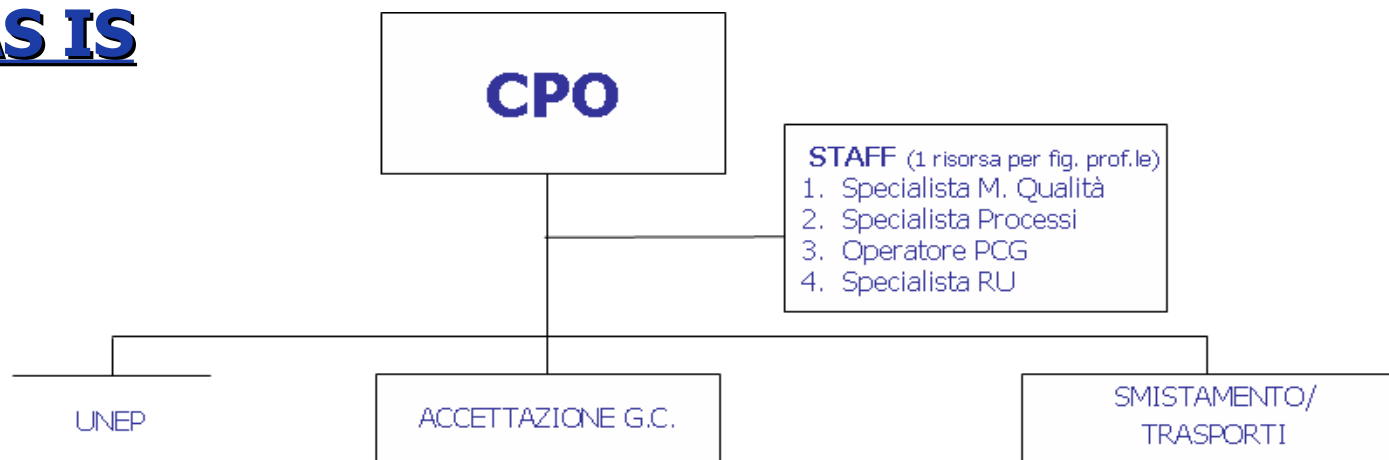 AS IS
CPO
STAFF (1 risorsa per fig. prof.le)
1. Specialista M. Qualità
2. Specialista Processi
3. Operatore PCG
4. Specialista RU
UNEP
ACCETTAZIONE G.C.
SMISTAMENTO/
TRASPORTI